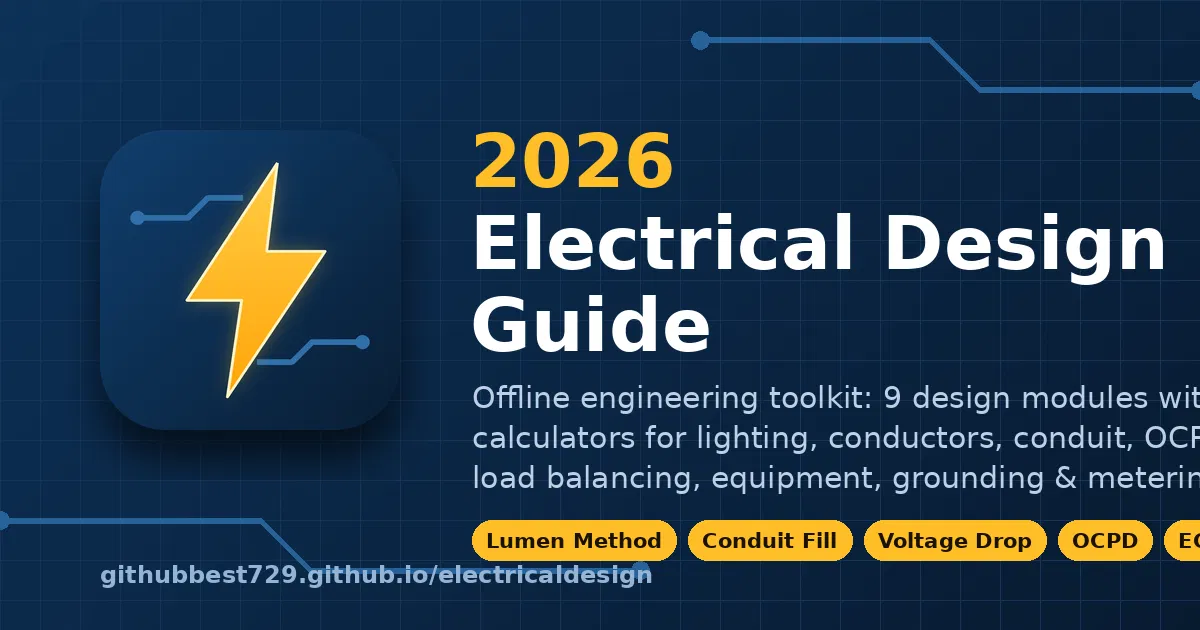 2026
Electrical Design
Guide
Offline engineering toolkit: 9 design modules wit
calculators for lighting, conductors, conduit, OCP
load balancing, equipment, grounding & meterin
Lumen Method Conduit Fill Voltage Drop OCPD EG
githubbest729.github.io/electricaldesign